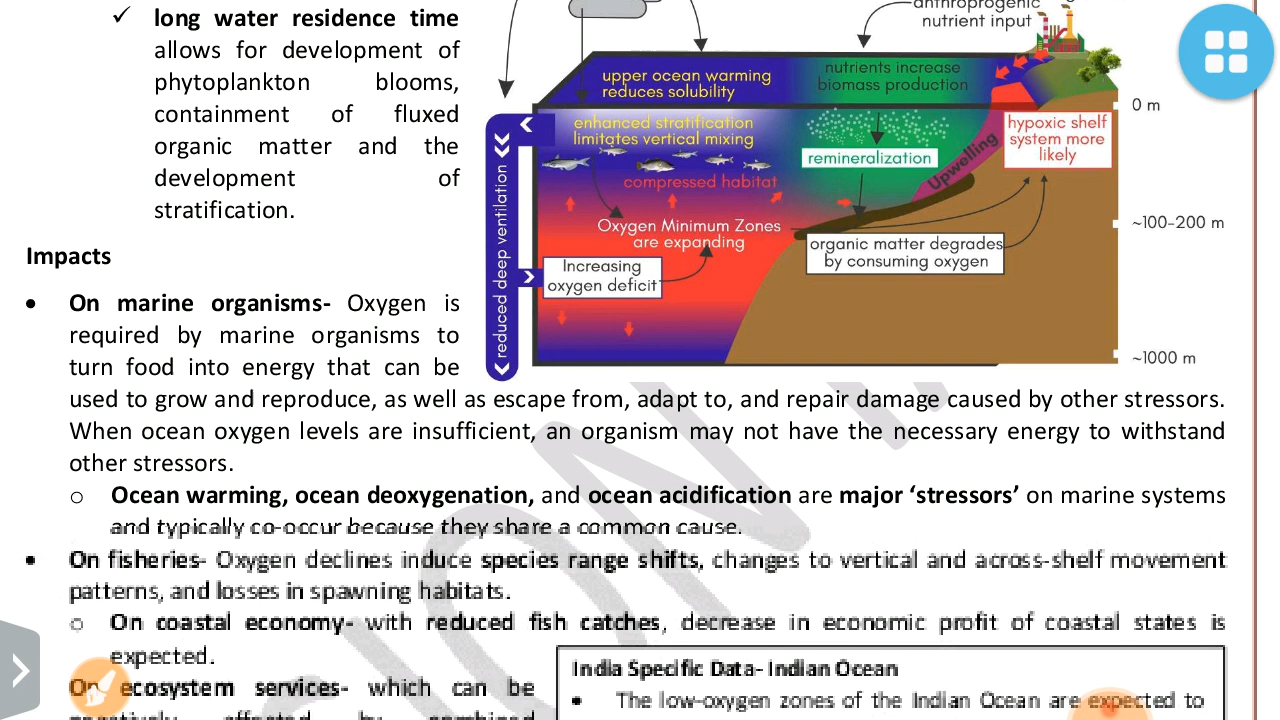 ✓ long water residence time
allows for development of
phytoplankton blooms,
containment of fluxed
organic matter and the
development of
stratification.
anthroprogenic
nutrient input
upper ocean warming
reduces solubility
nutrients increase
biomass production
0 m
enhanced stratification
limitates vertical mixing
hypoxic shelf
system more
likely
remineralization
Upwelling
compressed habitat
reduced deep ventilation
Oxygen Minimum Zones
are expanding
~100-200 m
organic matter degrades
by consuming oxygen
Increasing
oxygen deficit
~1000 m
Impacts
• On marine organisms- Oxygen is
required by marine organisms to
turn food into energy that can be
used to grow and reproduce, as well as escape from, adapt to, and repair damage caused by other stressors.
When ocean oxygen levels are insufficient, an organism may not have the necessary energy to withstand
other stressors.
o Ocean warming, ocean deoxygenation, and ocean acidification are major ‘stressors’ on marine systems
and typically co-occur because they share a common cause.
• On fisheries- Oxygen declines induce species range shifts, changes to vertical and across-shelf movement
patterns, and losses in spawning habitats.
o On coastal economy- with reduced fish catches, decrease in economic profit of coastal states is
expected.
On ecosystem services- which can be
negatively affected by combined
India Specific Data- Indian Ocean
• The low-oxygen zones of the Indian Ocean are expected to